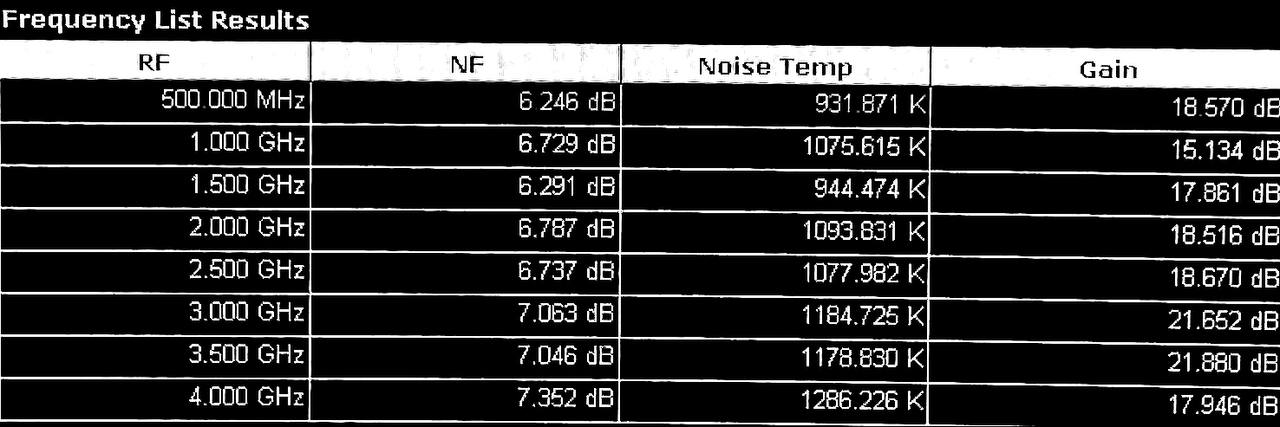 Frequency List Results
RF NF Noise Temp Gain
500.000 MHz 6.246 dB 931.871 K 18.570 dB
1.000 GHz 6.729 dB 1075.615 K 15.134 dB
1.500 GHz 6.291 dB 944.474 K 17.861 dB
2.000 GHz 6.787 dB 1093.831 K 18.516 dB
2.500 GHz 6.737 dB 1077.982 K 18.670 dB
3.000 GHz 7.063 dB 1184.725 K 21.652 dB
3.500 GHz 7.046 dB 1178.830 K 21.880 dB
4.000 GHz 7.352 dB 1286.226 K 17.946 dB